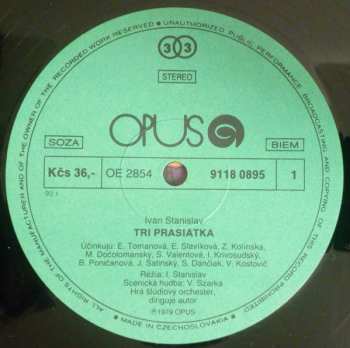 ALL RIGHTS OF THE MANUFACTURER AND OF THE OWNER OF THE RECORDED WORK RESERVED • UNAUTHORIZED PUBLIC PERFORMANCE, BROADCASTING AND COPYING OF THIS RECORD PROHIBITED •
33
STEREO
OPUS
SOZA
BIEM
Kčs 36,-
OE 2854
9118 0895
1
Ivan Stanislav
TRI PRASIATKA
Účinkujú: E. Tomanová, E. Slavíková, Z. Kolínska,
M. Dočolomanský, S. Valentová, I. Krivosudský,
B. Poničanová, J. Satinský, S. Dančiak, V. Kostovič
Réžia: I. Stanislav
Scenická hudba: V. Szarka
Hrá štúdiový orchester,
diriguje autor
Ⓟ1979 OPUS
• MADE IN CZECHOSLOVAKIA •